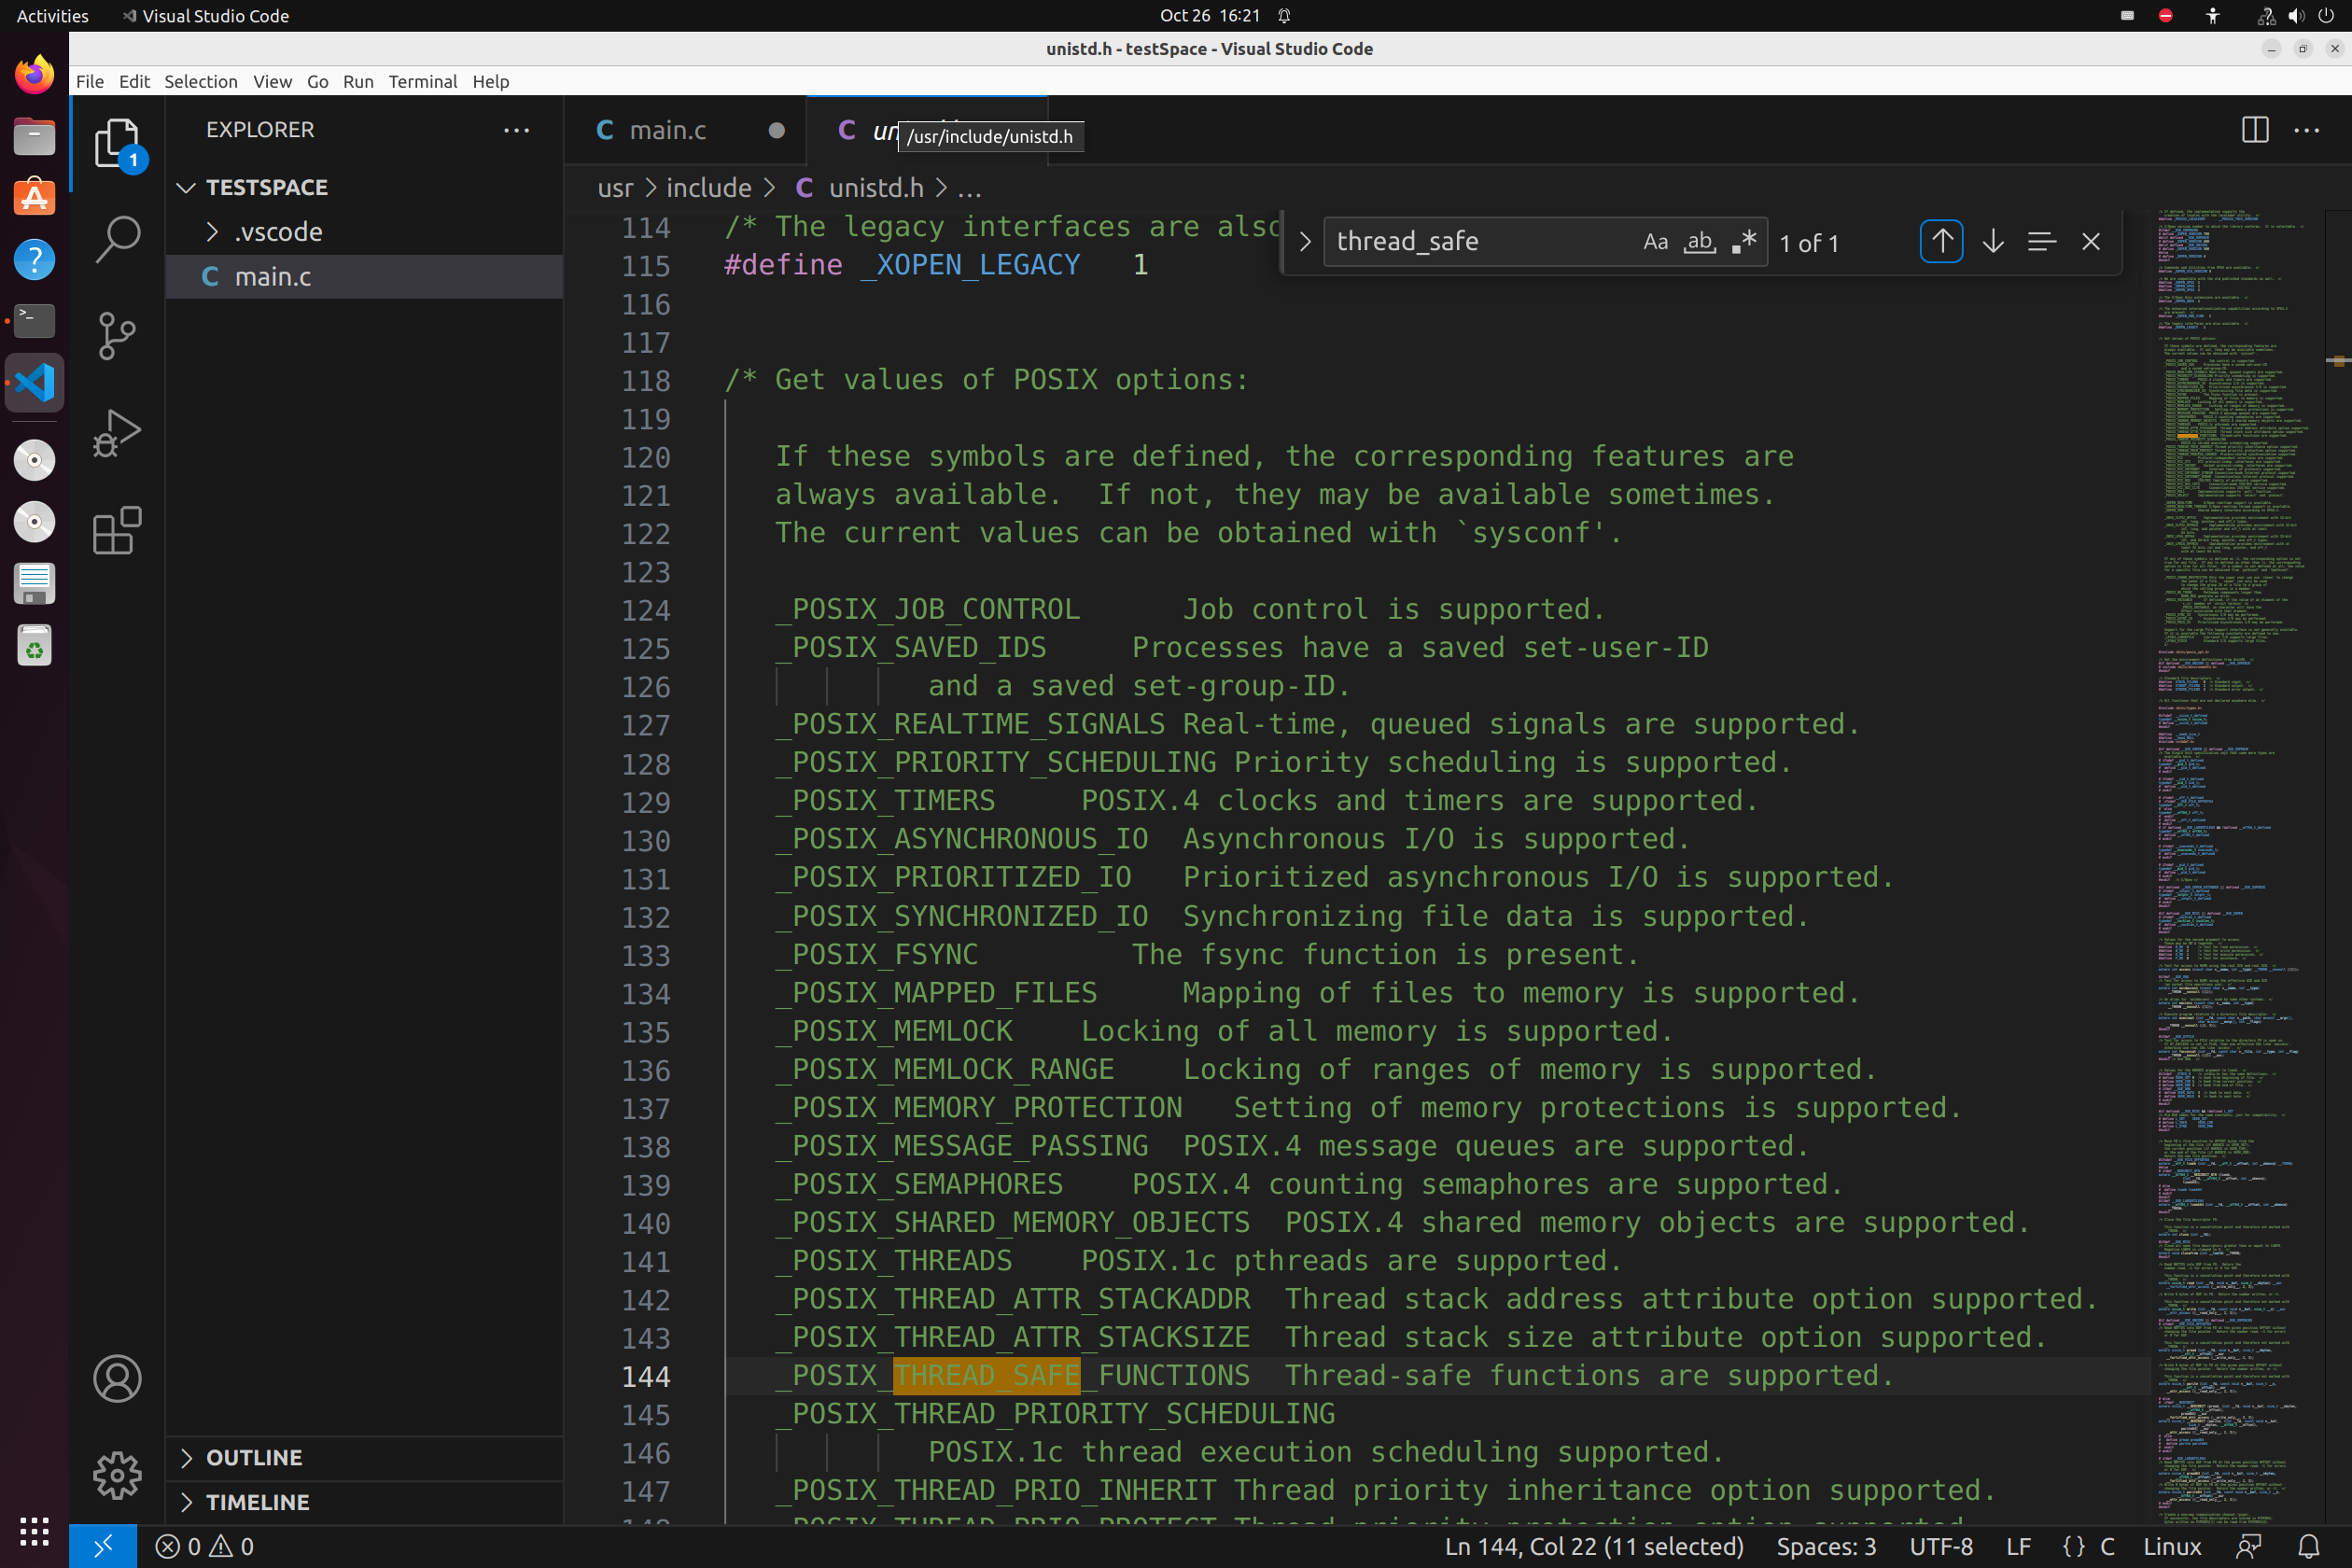 Activities
Visual Studio Code
Oct 26 16:21
unistd.h - testSpace - Visual Studio Code
File Edit Selection View Go Run Terminal Help
EXPLORER
1
TESTSPACE
.vscode
C main.c
OUTLINE
TIMELINE
C main.c
C
/usr/include/unistd.h
usr > include > C unistd.h > ...
thread_safe
Aa ab .*
1 of 1
114 /* The legacy interfaces are also
115 #define _XOPEN_LEGACY 1
116
117
118 /* Get values of POSIX options:
119
120 If these symbols are defined, the corresponding features are
121 always available. If not, they may be available sometimes.
122 The current values can be obtained with `sysconf'.
123
124 _POSIX_JOB_CONTROL Job control is supported.
125 _POSIX_SAVED_IDS Processes have a saved set-user-ID
126 and a saved set-group-ID.
127 _POSIX_REALTIME_SIGNALS Real-time, queued signals are supported.
128 _POSIX_PRIORITY_SCHEDULING Priority scheduling is supported.
129 _POSIX_TIMERS POSIX.4 clocks and timers are supported.
130 _POSIX_ASYNCHRONOUS_IO Asynchronous I/O is supported.
131 _POSIX_PRIORITIZED_IO Prioritized asynchronous I/O is supported.
132 _POSIX_SYNCHRONIZED_IO Synchronizing file data is supported.
133 _POSIX_FSYNC The fsync function is present.
134 _POSIX_MAPPED_FILES Mapping of files to memory is supported.
135 _POSIX_MEMLOCK Locking of all memory is supported.
136 _POSIX_MEMLOCK_RANGE Locking of ranges of memory is supported.
137 _POSIX_MEMORY_PROTECTION Setting of memory protections is supported.
138 _POSIX_MESSAGE_PASSING POSIX.4 message queues are supported.
139 _POSIX_SEMAPHORES POSIX.4 counting semaphores are supported.
140 _POSIX_SHARED_MEMORY_OBJECTS POSIX.4 shared memory objects are supported.
141 _POSIX_THREADS POSIX.1c pthreads are supported.
142 _POSIX_THREAD_ATTR_STACKADDR Thread stack address attribute option supported.
143 _POSIX_THREAD_ATTR_STACKSIZE Thread stack size attribute option supported.
144 _POSIX_THREAD_SAFE_FUNCTIONS Thread-safe functions are supported.
145 _POSIX_THREAD_PRIORITY_SCHEDULING
146 POSIX.1c thread execution scheduling supported.
147 _POSIX_THREAD_PRIO_INHERIT Thread priority inheritance option supported.
148 _POSIX_THREAD_PRIO_PROTECT Thread priority protection option supported
0 0
Ln 144, Col 22 (11 selected) Spaces: 3 UTF-8 LF {} C Linux